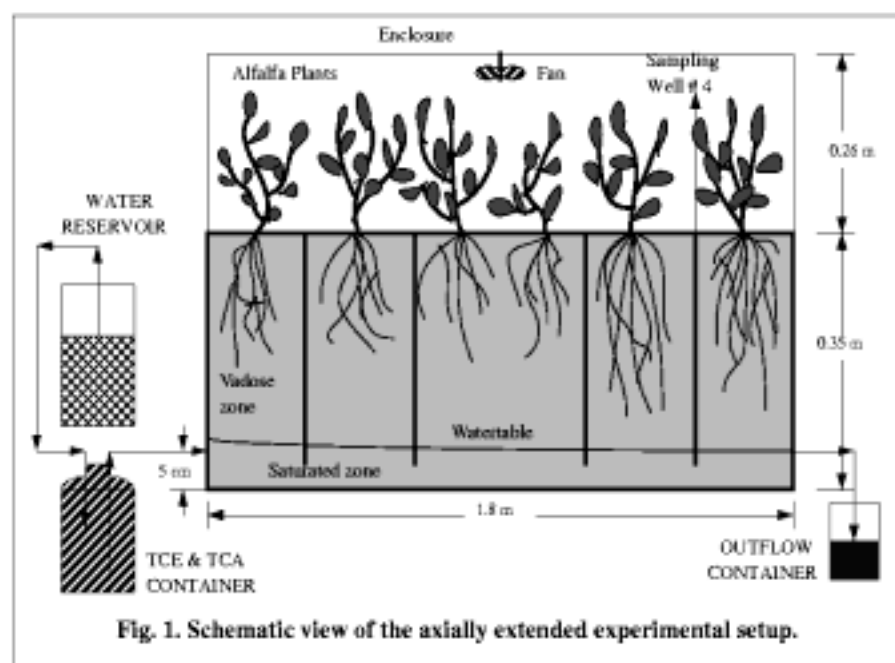 Enclosure
Alfalfa Plants
Fan
Sampling
Well # 4
0.26 m
WATER
RESERVOIR
0.35 m
Vadose
zone
Watertable
5 cm
Saturated zone
1.8 m
TCE & TCA
CONTAINER
OUTFLOW
CONTAINER
Fig. 1. Schematic view of the axially extended experimental setup.